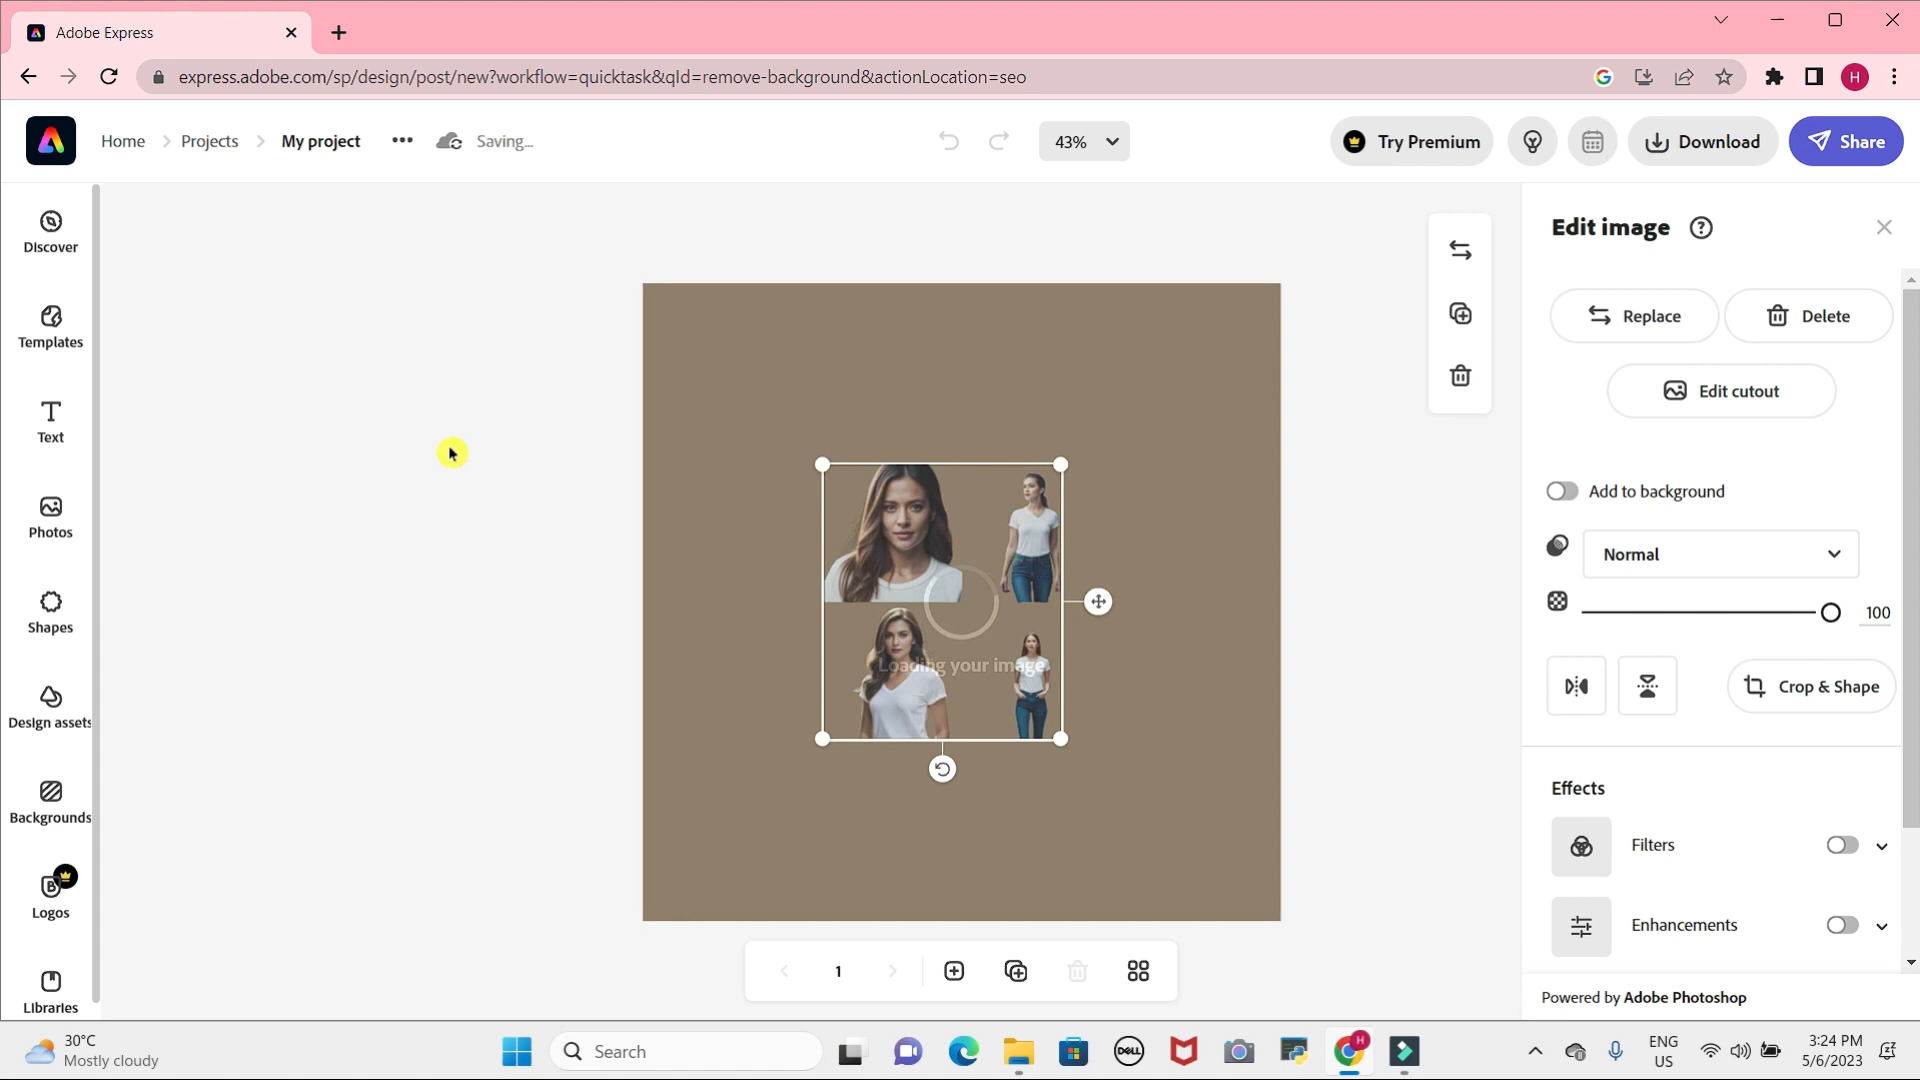 Adobe Express
express.adobe.com/sp/design/post/new?workflow=quicktask&qId=remove-background&actionLocation=seo
H
Home
Projects
My project
Saving...
43%
Try Premium
Download
Share
Discover
Templates
Text
Photos
Shapes
Design assets
Backgrounds
Logos
Libraries
Loading your image
1
Edit image
Replace
Delete
Edit cutout
Add to background
Normal
100
Crop & Shape
Effects
Filters
Enhancements
Powered by Adobe Photoshop
30°C
Mostly cloudy
Search
DELL
H
ENG
US
3:24 PM
5/6/2023